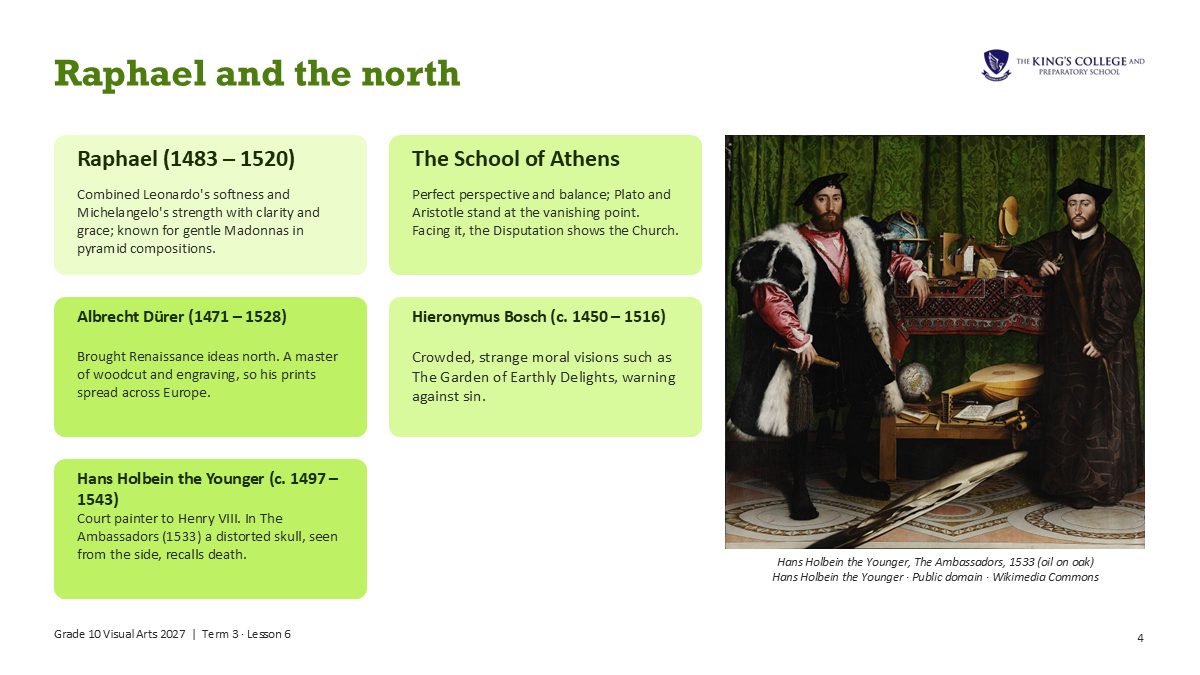 Raphael and the north
THE KING'S COLLEGE AND
PREPARATORY SCHOOL
Raphael (1483 – 1520)
Combined Leonardo's softness and
Michelangelo's strength with clarity and
grace; known for gentle Madonnas in
pyramid compositions.
The School of Athens
Perfect perspective and balance; Plato and
Aristotle stand at the vanishing point.
Facing it, the Disputation shows the Church.
Albrecht Dürer (1471 – 1528)
Brought Renaissance ideas north. A master
of woodcut and engraving, so his prints
spread across Europe.
Hieronymus Bosch (c. 1450 – 1516)
Crowded, strange moral visions such as
The Garden of Earthly Delights, warning
against sin.
Hans Holbein the Younger (c. 1497 –
1543)
Court painter to Henry VIII. In The
Ambassadors (1533) a distorted skull, seen
from the side, recalls death.
Hans Holbein the Younger, The Ambassadors, 1533 (oil on oak)
Hans Holbein the Younger · Public domain · Wikimedia Commons
Grade 10 Visual Arts 2027 | Term 3 · Lesson 6
4